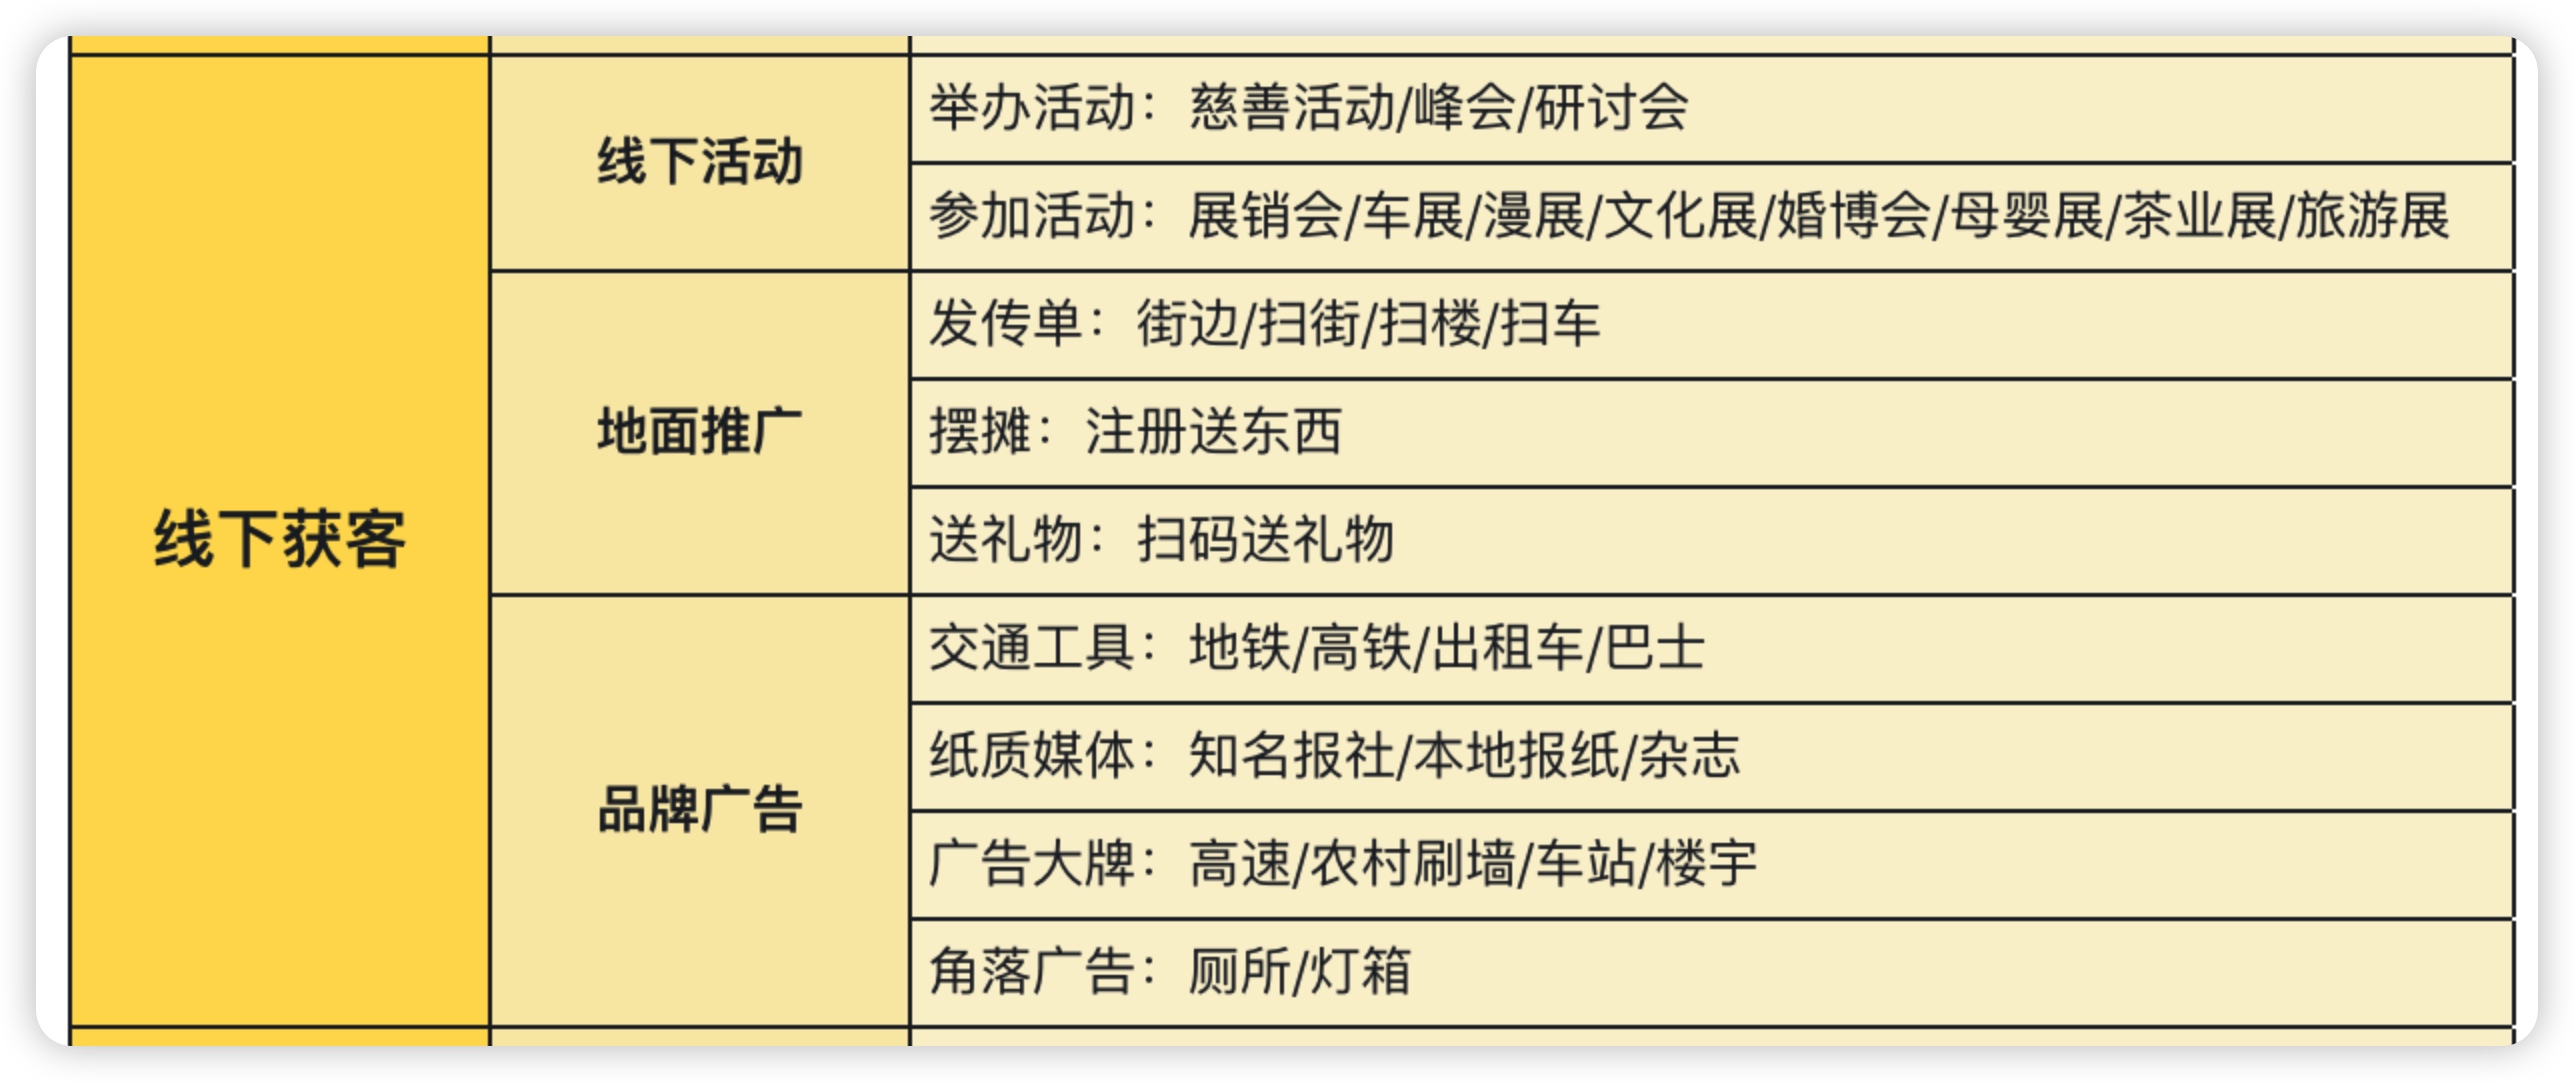 线下获客
线下活动
举办活动：慈善活动/峰会/研讨会
参加活动：展销会/车展/漫展/文化展/婚博会/母婴展/茶业展/旅游展
地面推广
发传单：街边/扫街/扫楼/扫车
摆摊：注册送东西
送礼物：扫码送礼物
品牌广告
交通工具：地铁/高铁/出租车/巴士
纸质媒体：知名报社/本地报纸/杂志
广告大牌：高速/农村刷墙/车站/楼宇
角落广告：厕所/灯箱